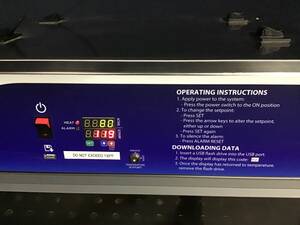 OPERATING INSTRUCTIONS
1. Apply power to the system:
- Press the power switch to the ON position
2. To change the setpoint:
- Press SET
- Press the arrow keys to alter the setpoint,
either up or down
- Press SET again
3. To silence the alarm:
- Press ALARM RESET
DOWNLOADING DATA
1. Insert a USB flash drive into the USB port
2. The display will display this code:
3. Once the device has returned to temperature,
remove the flash drive.
HEAT
ALARM
80
119
DO NOT EXCEED 180°F